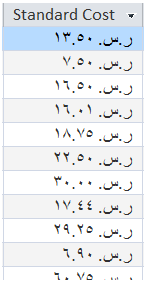 Standard Cost
ر.س. ١٣.٥٠
ر.س. ٧.٥٠
ر.س. ١٦.٥٠
ر.س. ١٦.٠١
ر.س. ١٨.٧٥
ر.س. ٢٢.٥٠
ر.س. ٣٠.٠٠
ر.س. ١٧.٤٤
ر.س. ٢٩.٢٥
ر.س. ٦.٩٠